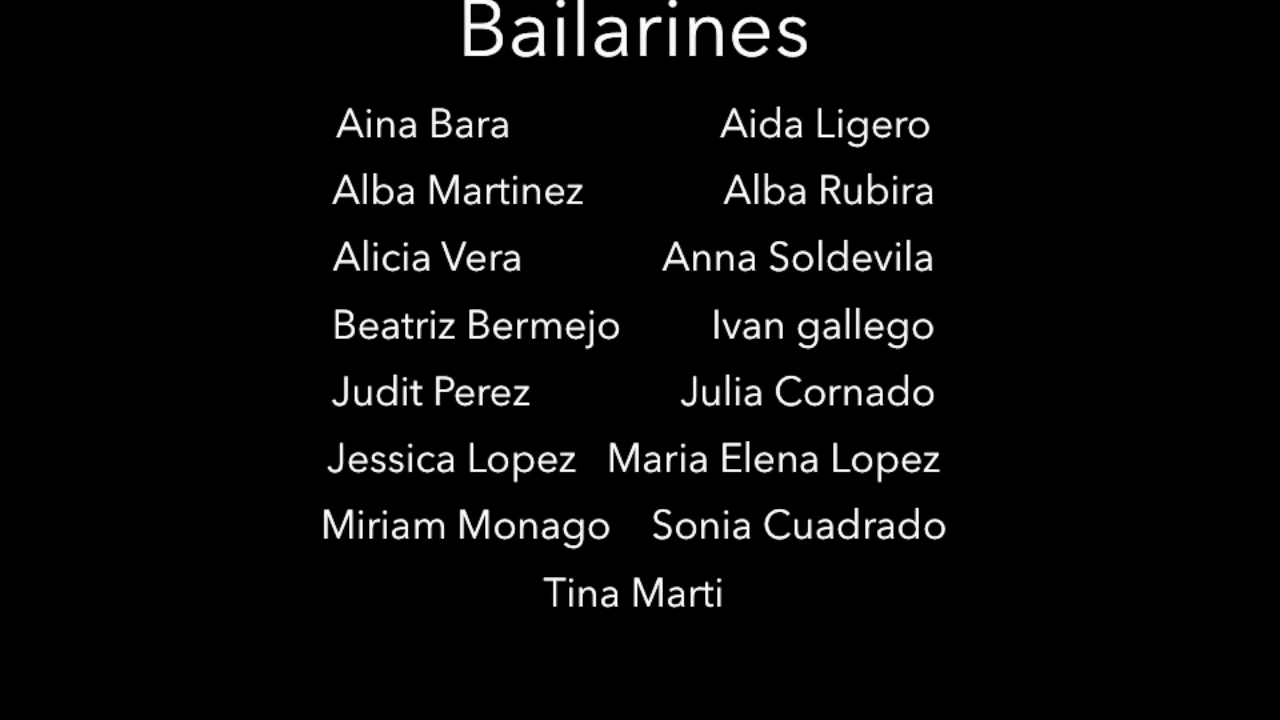 Bailarines
Aina Bara Aida Ligero
Alba Martinez Alba Rubira
Alicia Vera Anna Soldevila
Beatriz Bermejo Ivan gallego
Judit Perez Julia Cornado
Jessica Lopez Maria Elena Lopez
Miriam Monago Sonia Cuadrado
Tina Marti